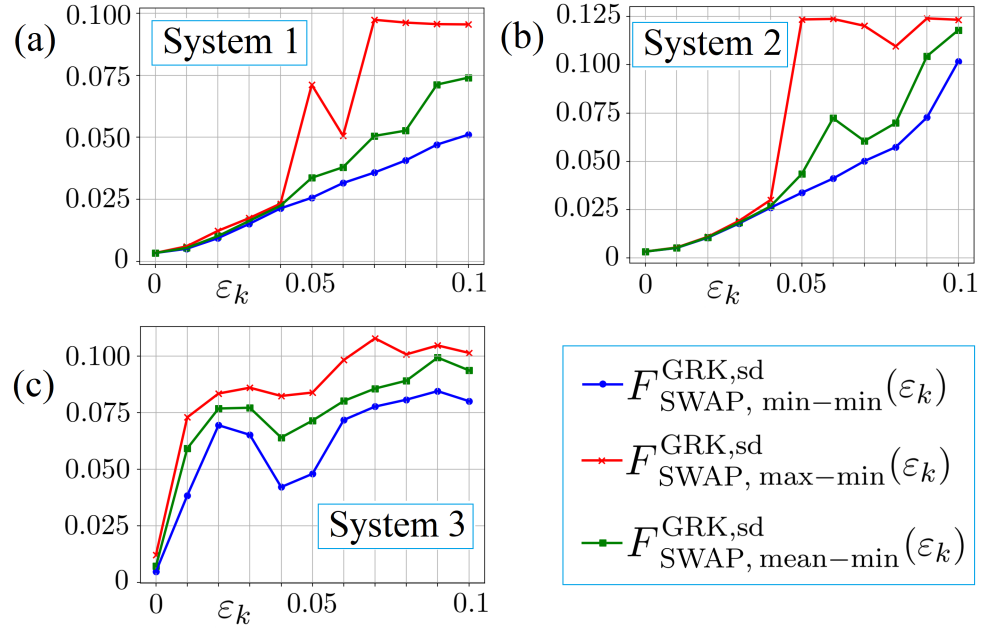 (a)
System 1
0.100
0.075
0.050
0.025
0
0
0.05
0.1
ε_k
(b)
System 2
0.125
0.100
0.075
0.050
0.025
0
0
0.05
0.1
ε_k
(c)
System 3
0.100
0.075
0.050
0.025
0
0
0.05
0.1
ε_k
F^{GRK,sd}_{SWAP, min−min}(ε_k)
F^{GRK,sd}_{SWAP, max−min}(ε_k)
F^{GRK,sd}_{SWAP, mean−min}(ε_k)